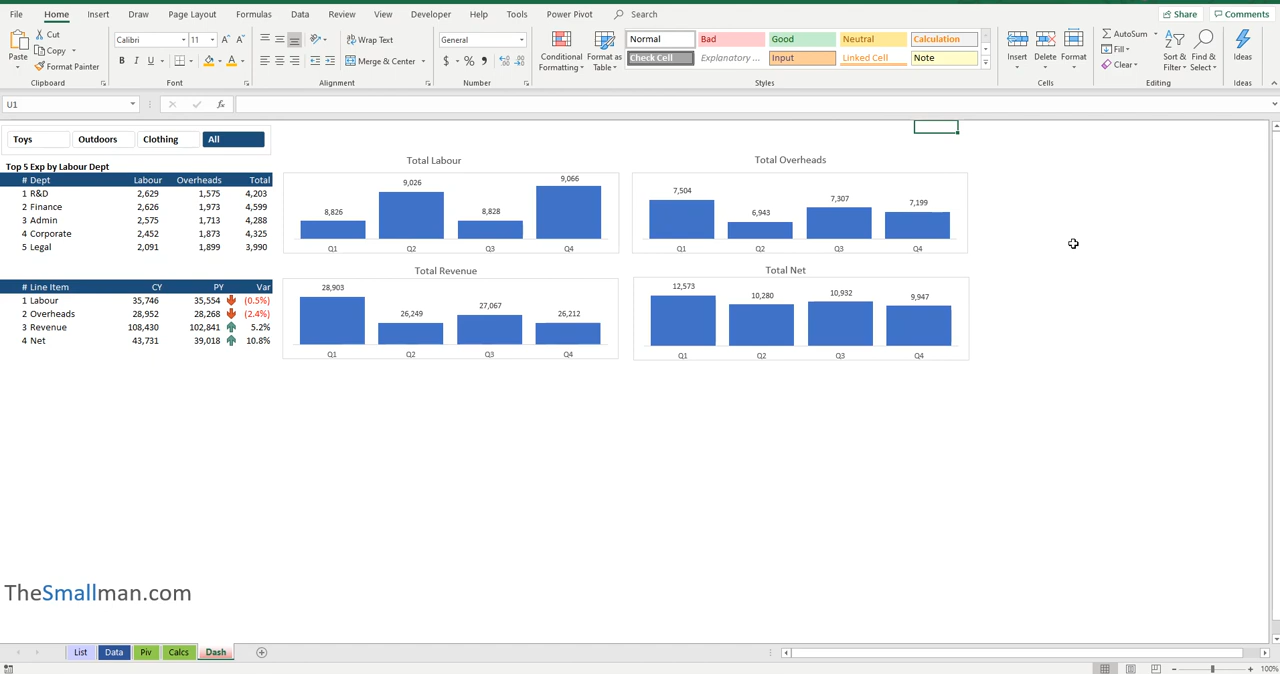 File Home Insert Draw Page Layout Formulas Data Review View Developer Help Tools Power Pivot Search Share Comments
Paste Cut Copy Format Painter
Calibri 11 B I U
Wrap Text Merge & Center
General $ %
Conditional Formatting Format as Table
Normal Bad Good Neutral Calculation
Check Cell Explanatory ... Input Linked Cell Note
Insert Delete Format
AutoSum Fill Clear
Sort & Filter Find & Select
Ideas
Clipboard Font Alignment Number Styles Cells Editing Ideas
U1 fx
Toys Outdoors Clothing All
Top 5 Exp by Labour Dept
# Dept Labour Overheads Total
1 R&D 2,629 1,575 4,203
2 Finance 2,626 1,973 4,599
3 Admin 2,575 1,713 4,288
4 Corporate 2,452 1,873 4,325
5 Legal 2,091 1,899 3,990
# Line Item CY PY Var
1 Labour 35,746 35,554 (0.5%)
2 Overheads 28,952 28,268 (2.4%)
3 Revenue 108,430 102,841 5.2%
4 Net 43,731 39,018 10.8%
Total Labour
8,826 9,026 8,828 9,066
Q1 Q2 Q3 Q4
Total Overheads
7,504 6,943 7,307 7,199
Q1 Q2 Q3 Q4
Total Revenue
28,903 26,249 27,067 26,212
Q1 Q2 Q3 Q4
Total Net
12,573 10,280 10,932 9,947
Q1 Q2 Q3 Q4
TheSmallman.com
List Data Piv Calcs Dash
100%